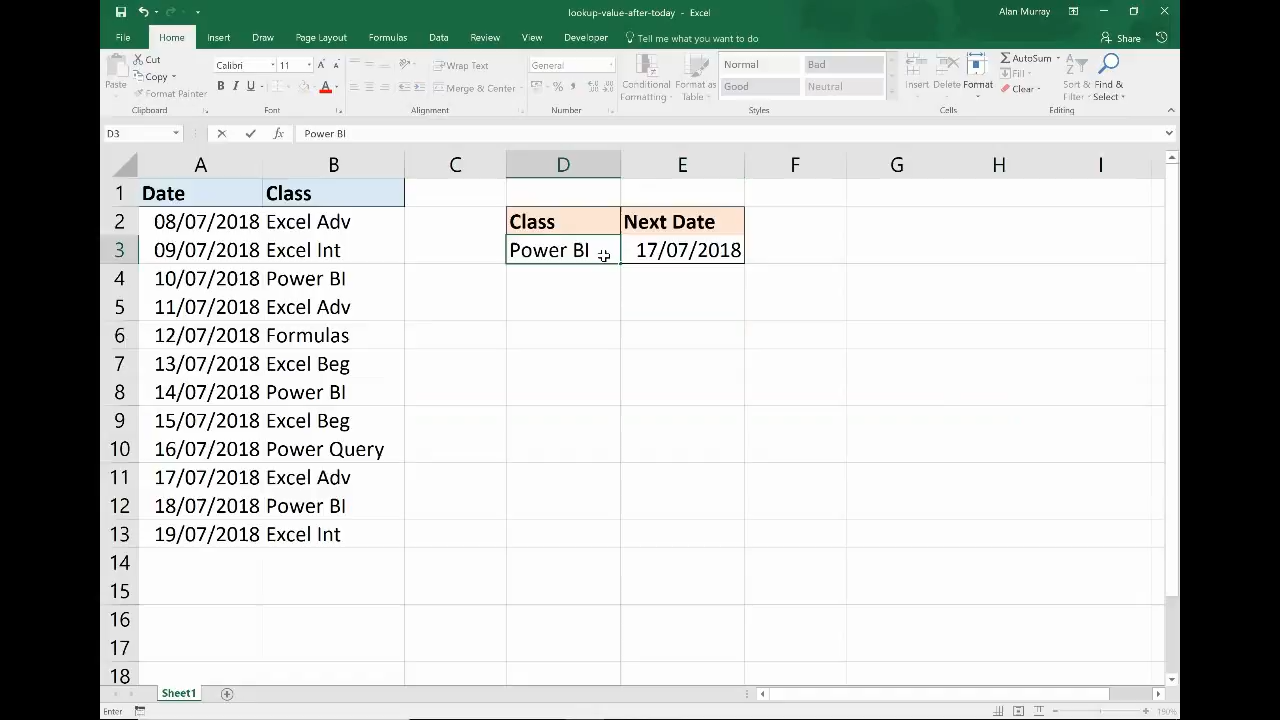 lookup-value-after-today - Excel
Alan Murray
File Home Insert Draw Page Layout Formulas Data Review View Developer Tell me what you want to do Share
Paste
Cut
Copy
Format Painter
Clipboard
Calibri 11
B I U
Font
Wrap Text
Merge & Center
Alignment
General
Number
Conditional Formatting
Format as Table
Normal Bad
Good Neutral
Styles
Insert Delete Format
Cells
AutoSum
Fill
Clear
Sort & Filter
Find & Select
Editing
D3 fx Power BI
A B C D E F G H I
1 Date Class
2 08/07/2018 Excel Adv Class Next Date
3 09/07/2018 Excel Int Power BI 17/07/2018
4 10/07/2018 Power BI
5 11/07/2018 Excel Adv
6 12/07/2018 Formulas
7 13/07/2018 Excel Beg
8 14/07/2018 Power BI
9 15/07/2018 Excel Beg
10 16/07/2018 Power Query
11 17/07/2018 Excel Adv
12 18/07/2018 Power BI
13 19/07/2018 Excel Int
14
15
16
17
18
Sheet1
Enter
190%